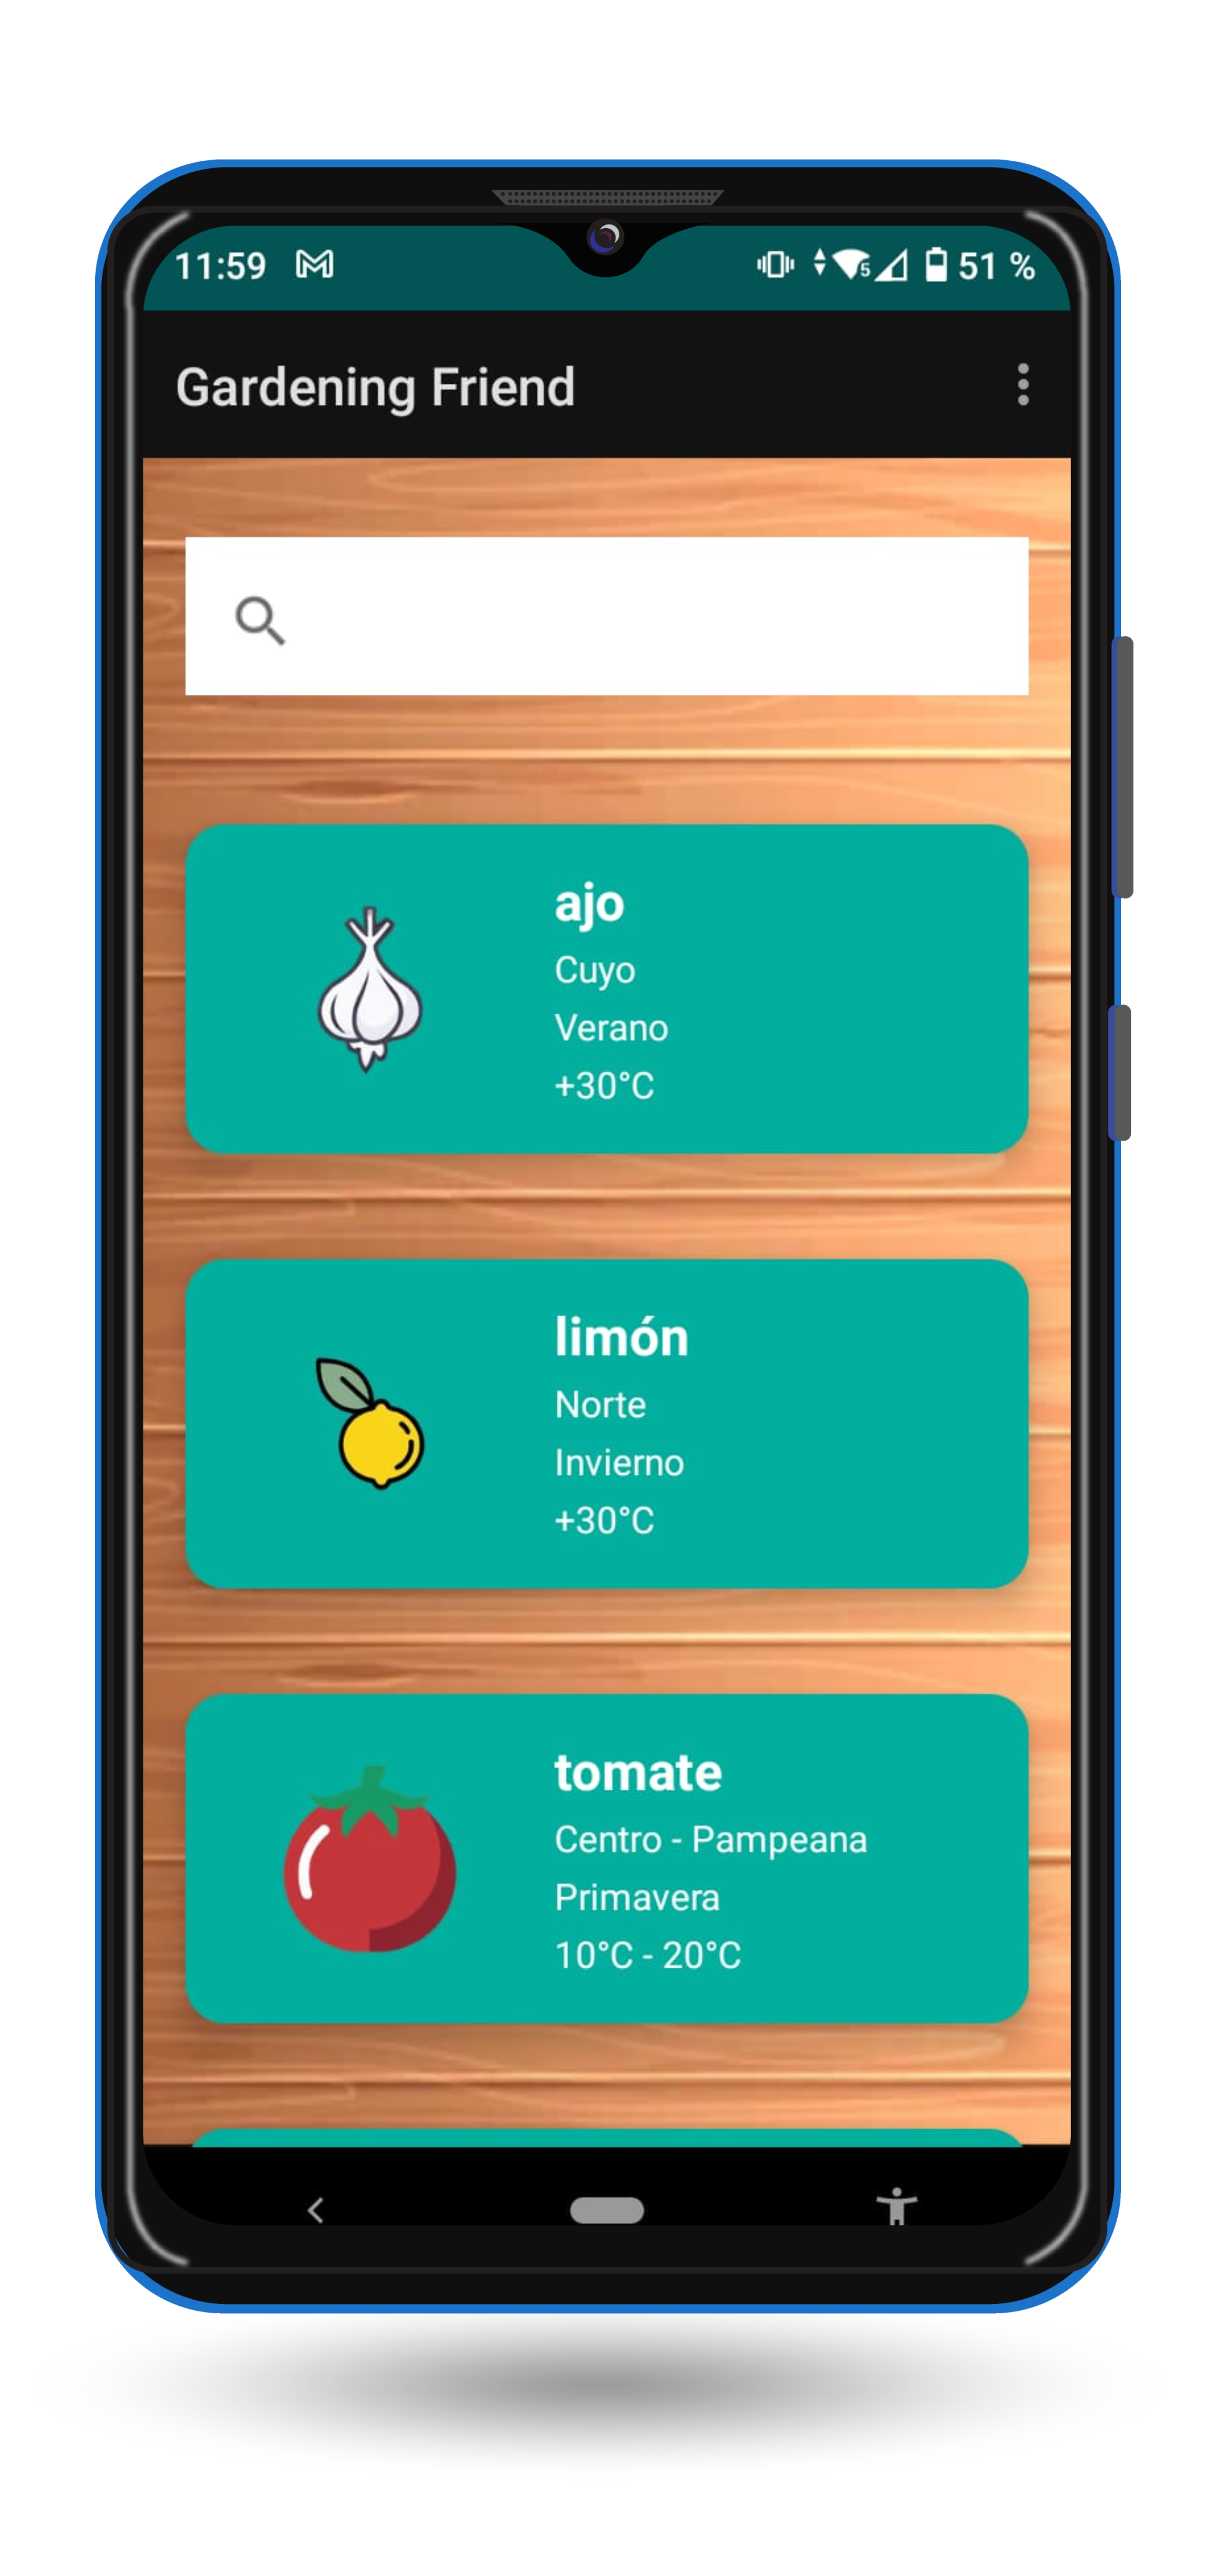 11:59 51 %
Gardening Friend
ajo
Cuyo
Verano
+30°C
limón
Norte
Invierno
+30°C
tomate
Centro - Pampeana
Primavera
10°C - 20°C